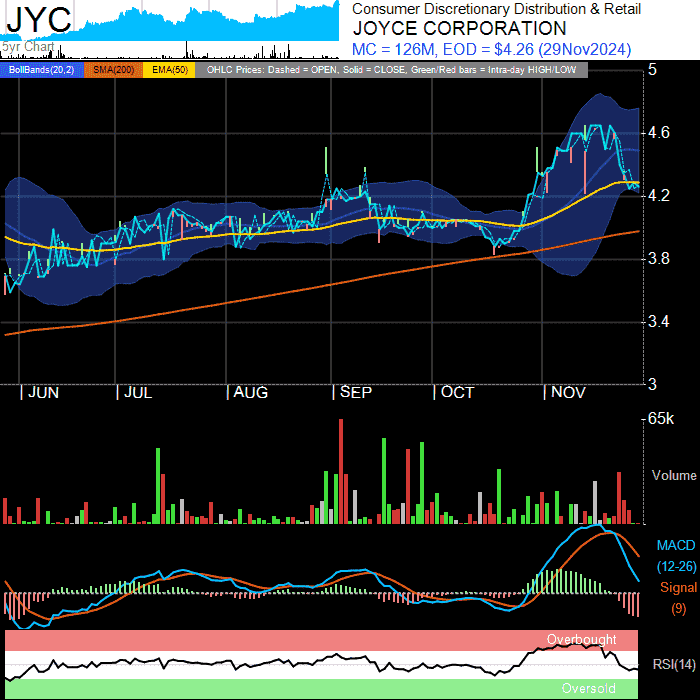 JYC
5yr Chart
Consumer Discretionary Distribution & Retail
JOYCE CORPORATION
MC = 126M, EOD = $4.26 (29Nov2024)
BollBands(20,2) SMA(200) EMA(50) OHLC Prices: Dashed = OPEN, Solid = CLOSE, Green/Red bars = Intra-day HIGH/LOW
5
4.6
4.2
3.8
3.4
3
| JUN | JUL | AUG | SEP | OCT | NOV
65k
Volume
MACD
(12-26)
Signal
(9)
Overbought
RSI(14)
Oversold